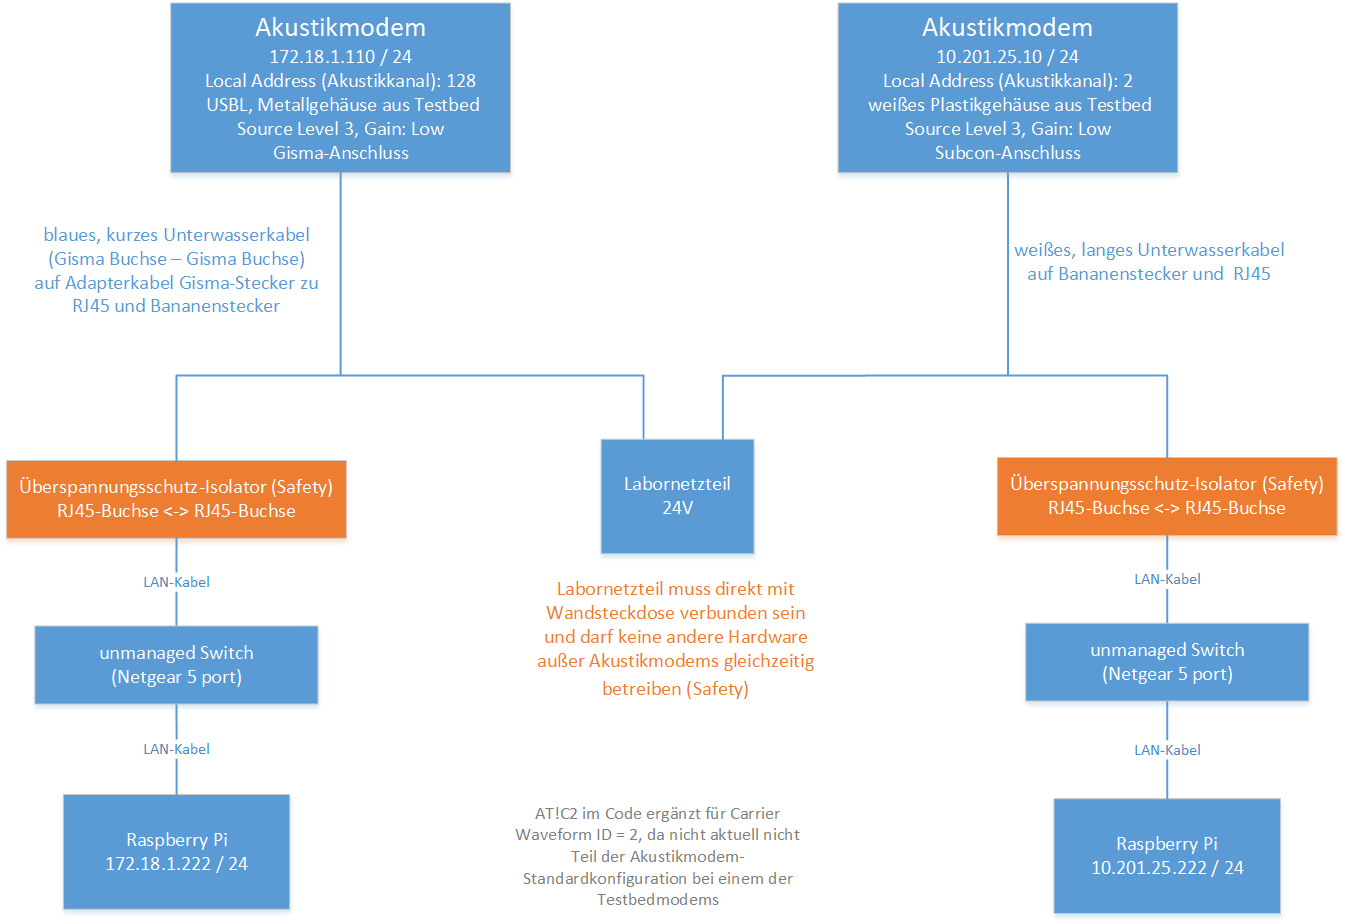 Akustikmodem
172.18.1.110 / 24
Local Address (Akustikkanal): 128
USBL, Metallgehäuse aus Testbed
Source Level 3, Gain: Low
Gisma-Anschluss
Akustikmodem
10.201.25.10 / 24
Local Address (Akustikkanal): 2
weißes Plastikgehäuse aus Testbed
Source Level 3, Gain: Low
Subcon-Anschluss
blaues, kurzes Unterwasserkabel
(Gisma Buchse – Gisma Buchse)
auf Adapterkabel Gisma-Stecker zu
RJ45 und Bananenstecker
weißes, langes Unterwasserkabel
auf Bananenstecker und RJ45
Überspannungsschutz-Isolator (Safety)
RJ45-Buchse <-> RJ45-Buchse
Labornetzteil
24V
Überspannungsschutz-Isolator (Safety)
RJ45-Buchse <-> RJ45-Buchse
LAN-Kabel
Labornetzteil muss direkt mit
Wandsteckdose verbunden sein
und darf keine andere Hardware
außer Akustikmodems gleichzeitig
betreiben (Safety)
LAN-Kabel
unmanaged Switch
(Netgear 5 port)
unmanaged Switch
(Netgear 5 port)
LAN-Kabel
LAN-Kabel
Raspberry Pi
172.18.1.222 / 24
AT!C2 im Code ergänzt für Carrier
Waveform ID = 2, da nicht aktuell nicht
Teil der Akustikmodem-
Standardkonfiguration bei einem der
Testbedmodems
Raspberry Pi
10.201.25.222 / 24